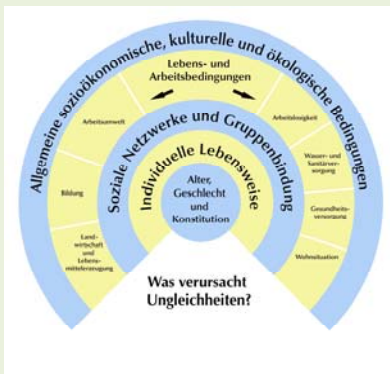 Allgemeine sozioökonomische, kulturelle und ökologische Bedingungen
Lebens- und
Arbeitsbedingungen
Arbeitsumwelt
Bildung
Land-
wirtschaft
und
Lebens-
mittelerzeugung
Arbeitslosigkeit
Wasser- und
Sanitärver-
sorgung
Gesundheits-
versorgung
Wohnsituation
Soziale Netzwerke und Gruppenbindung
Individuelle Lebensweise
Alter,
Geschlecht
und
Konstitution
Was verursacht
Ungleichheiten?